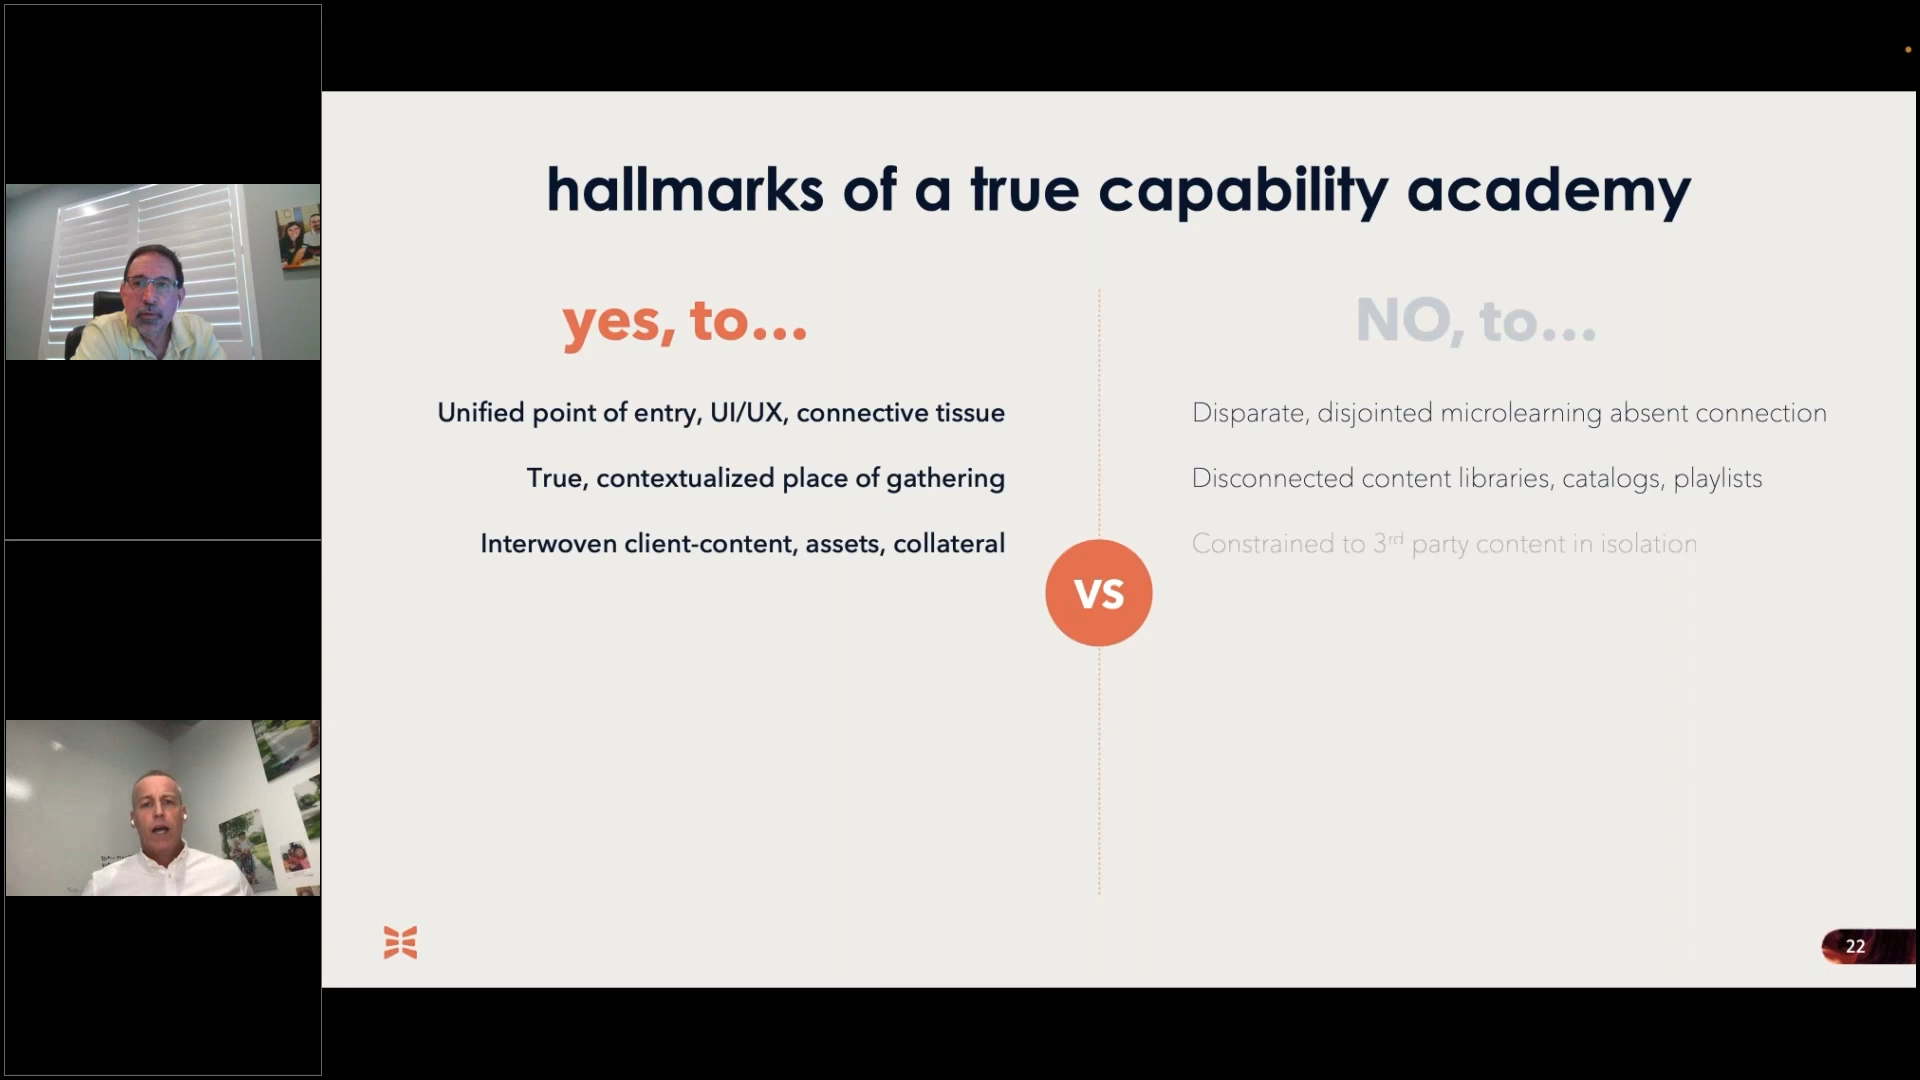 hallmarks of a true capability academy
yes, to...
NO, to...
Unified point of entry, UI/UX, connective tissue
Disparate, disjointed microlearning absent connection
True, contextualized place of gathering
Disconnected content libraries, catalogs, playlists
Interwoven client-content, assets, collateral
Constrained to 3rd party content in isolation
VS
22